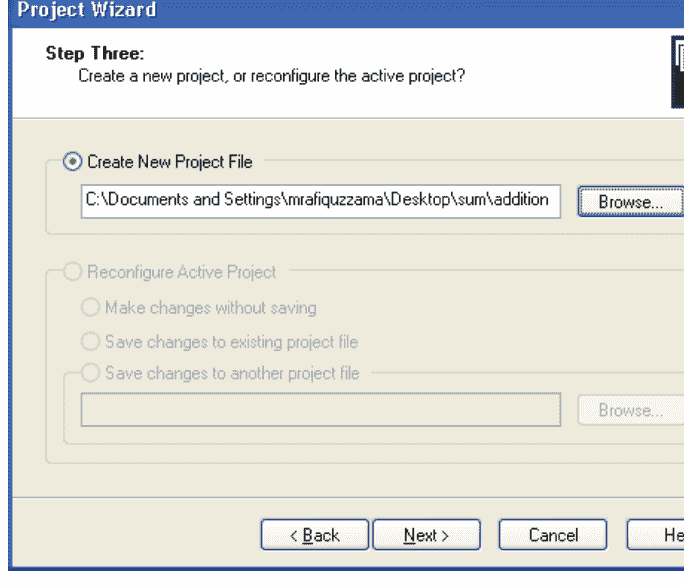 Project Wizard
Step Three:
Create a new project, or reconfigure the active project?
Create New Project File
C:\Documents and Settings\mrafiquzzama\Desktop\sum\addition
Browse...
Reconfigure Active Project
Make changes without saving
Save changes to existing project file
Save changes to another project file
Browse...
< Back Next > Cancel He